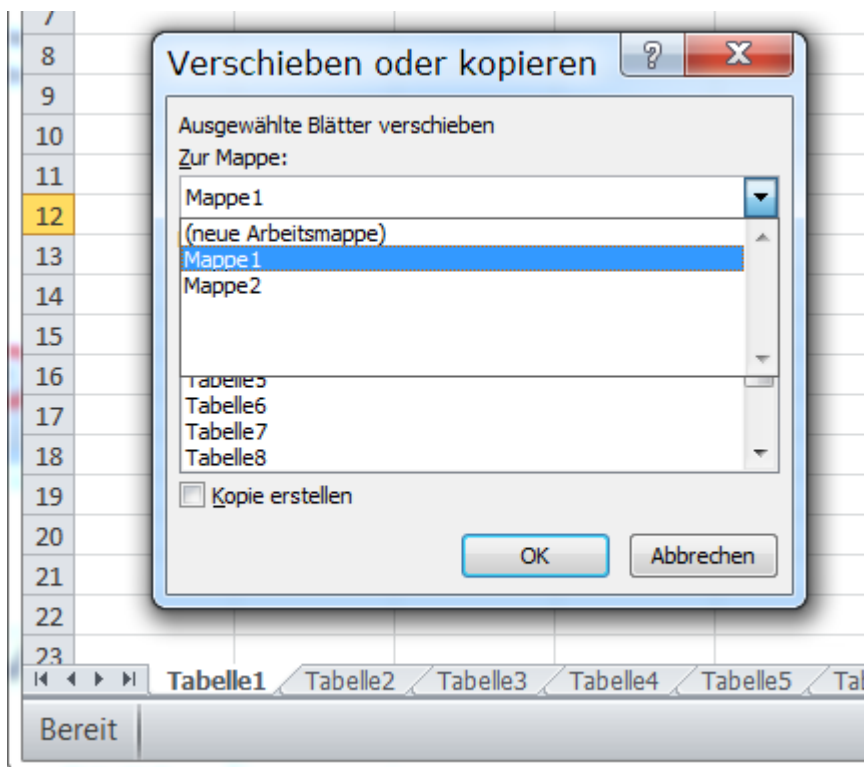 7
8
9
10
11
12
13
14
15
16
17
18
19
20
21
22
23
Verschieben oder kopieren
?
X
Ausgewählte Blätter verschieben
Zur Mappe:
Mappe1
(neue Arbeitsmappe)
Mappe1
Mappe2
Tabelle5
Tabelle6
Tabelle7
Tabelle8
Kopie erstellen
OK Abbrechen
Tabelle1 Tabelle2 Tabelle3 Tabelle4 Tabelle5
Bereit